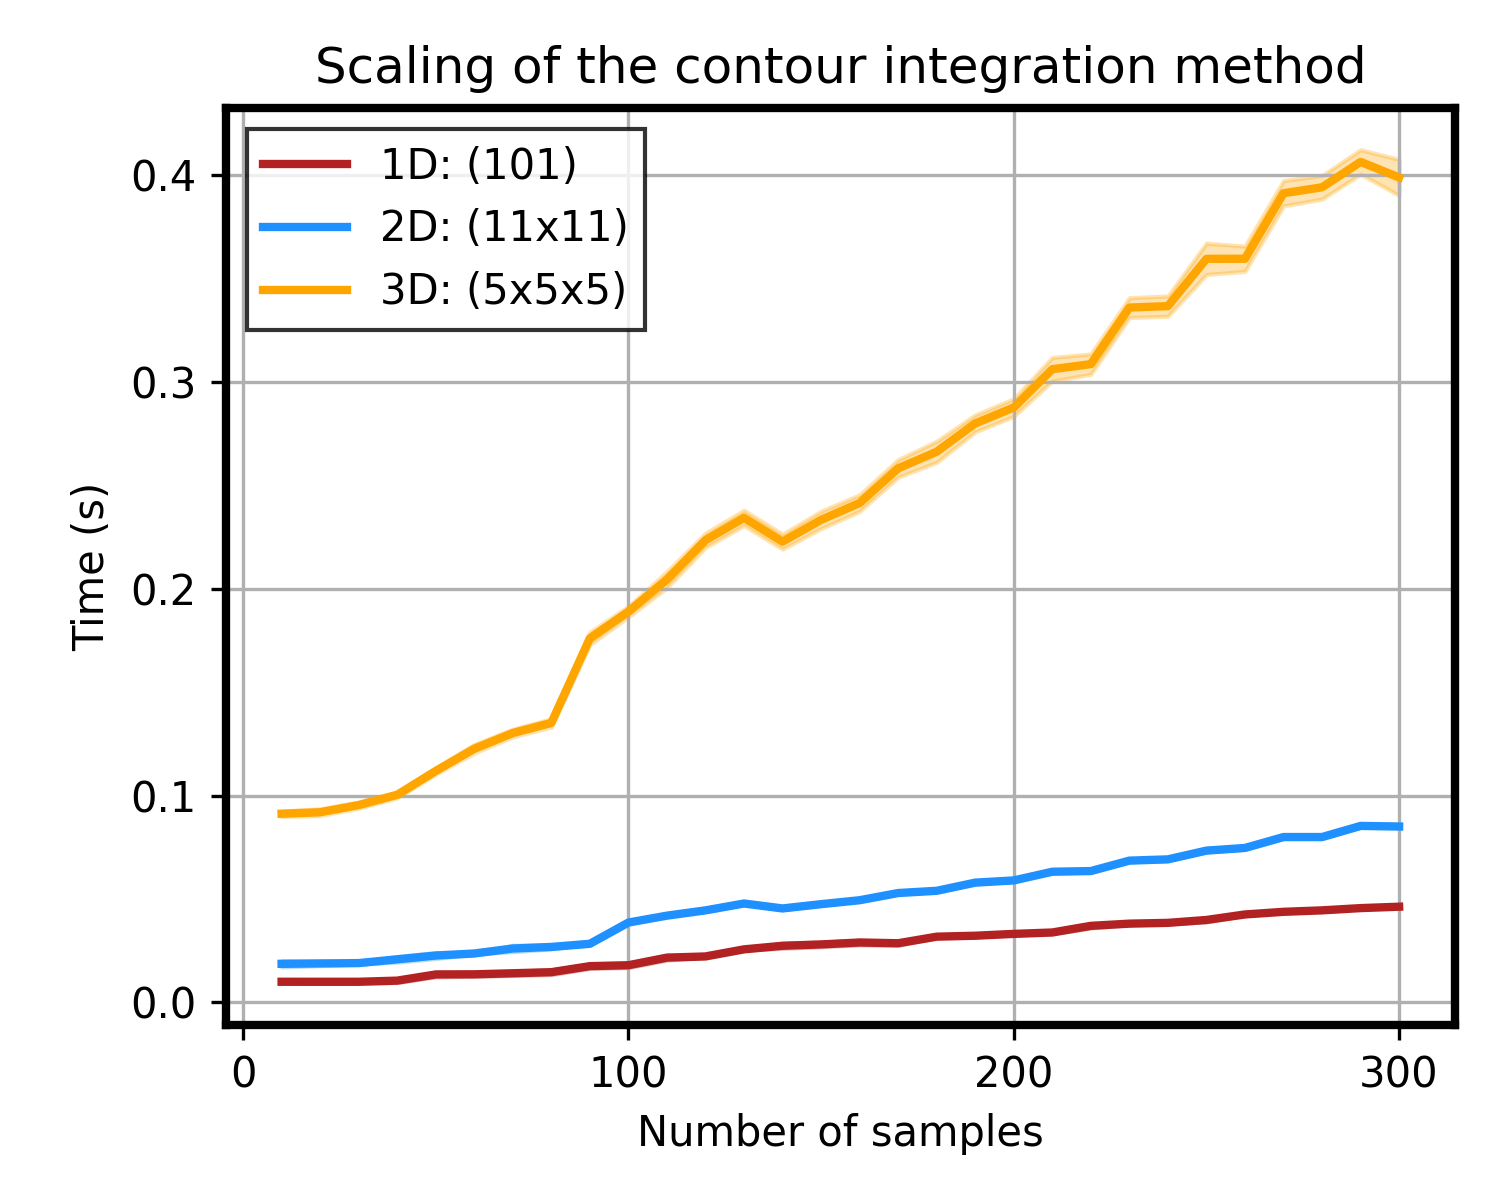 Scaling of the contour integration method
1D: (101)
2D: (11x11)
3D: (5x5x5)
0.4
0.3
0.2
0.1
0.0
Time (s)
0 100 200 300
Number of samples